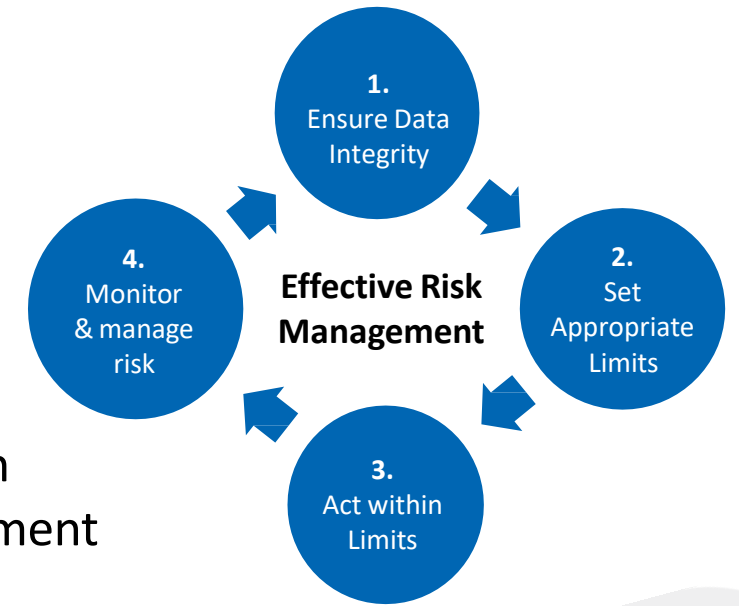 1.
Ensure Data
Integrity
2.
Set
Appropriate
Limits
3.
Act within
Limits
4.
Monitor
& manage
risk
Effective Risk
Management
ment